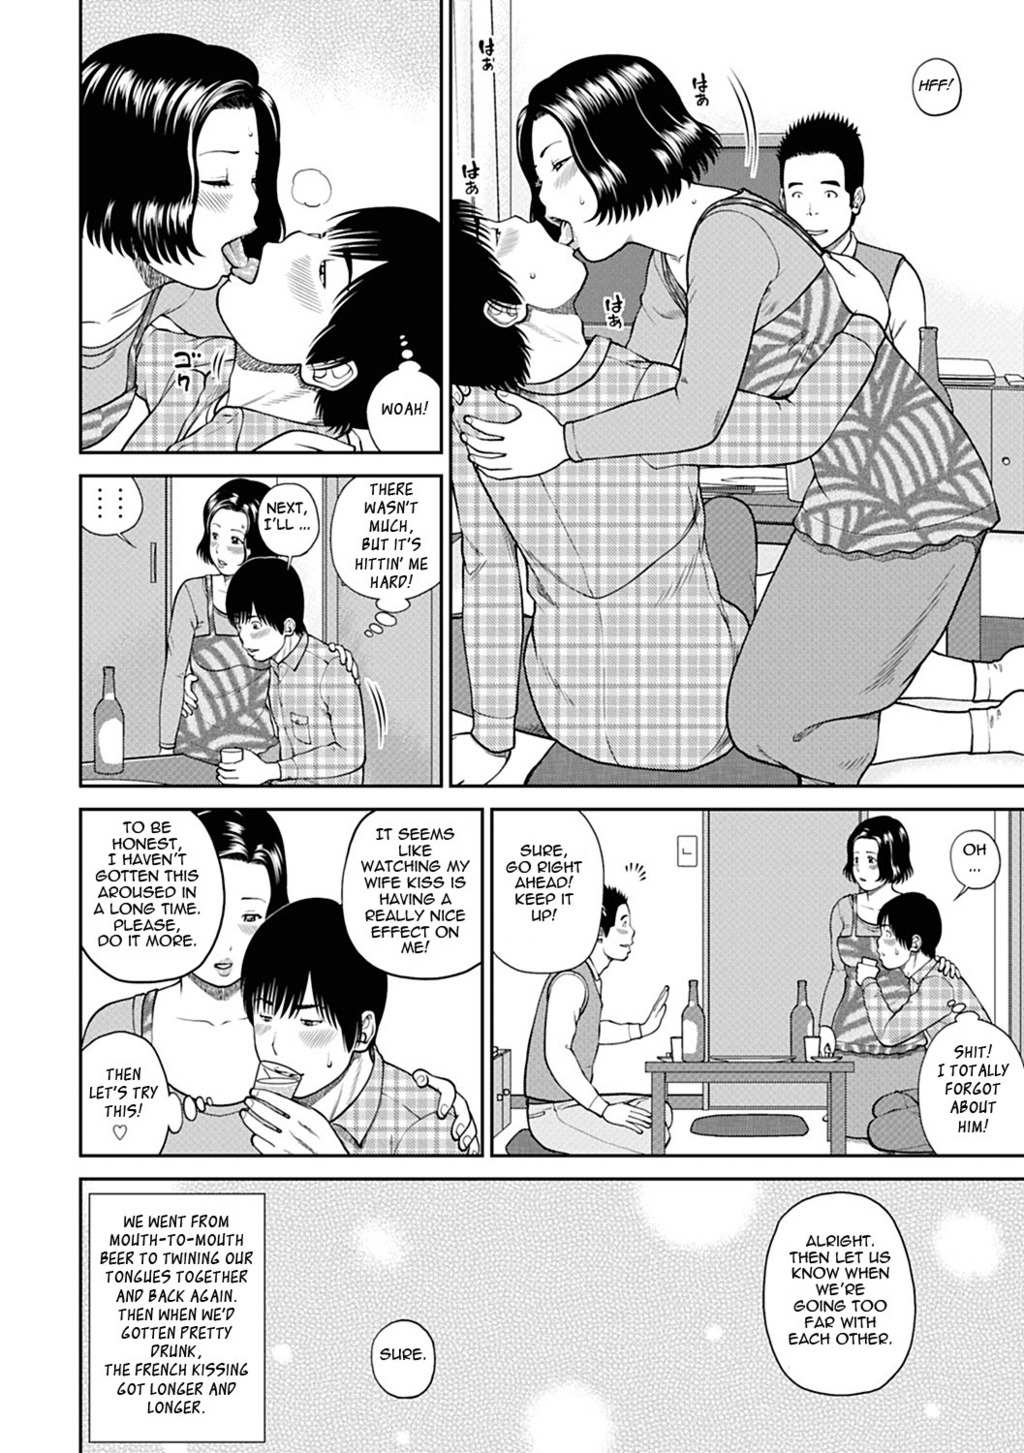 HFF!
はぁ
はぁ
はぁ
はぁ
ゴク
WOAH!
THERE
WASN'T
MUCH,
BUT IT'S
HITTIN' ME
HARD!
NEXT,
I'LL ...
⋮⋮
OH
...
SHIT!
I TOTALLY
FORGOT
ABOUT
HIM!
SURE,
GO RIGHT
AHEAD!
KEEP
IT UP!
IT SEEMS
LIKE
WATCHING MY
WIFE KISS IS
HAVING A
REALLY NICE
EFFECT ON
ME!
TO BE
HONEST,
I HAVEN'T
GOTTEN THIS
AROUSED IN
A LONG TIME.
PLEASE,
DO IT MORE.
THEN
LET'S TRY
THIS!
♡
ALRIGHT.
THEN LET US
KNOW WHEN
WE'RE
GOING TOO
FAR WITH
EACH OTHER.
SURE.
WE WENT FROM
MOUTH-TO-MOUTH
BEER TO TWINING OUR
TONGUES TOGETHER
AND BACK AGAIN.
THEN WHEN WE'D
GOTTEN PRETTY
DRUNK,
THE FRENCH KISSING
GOT LONGER AND
LONGER.